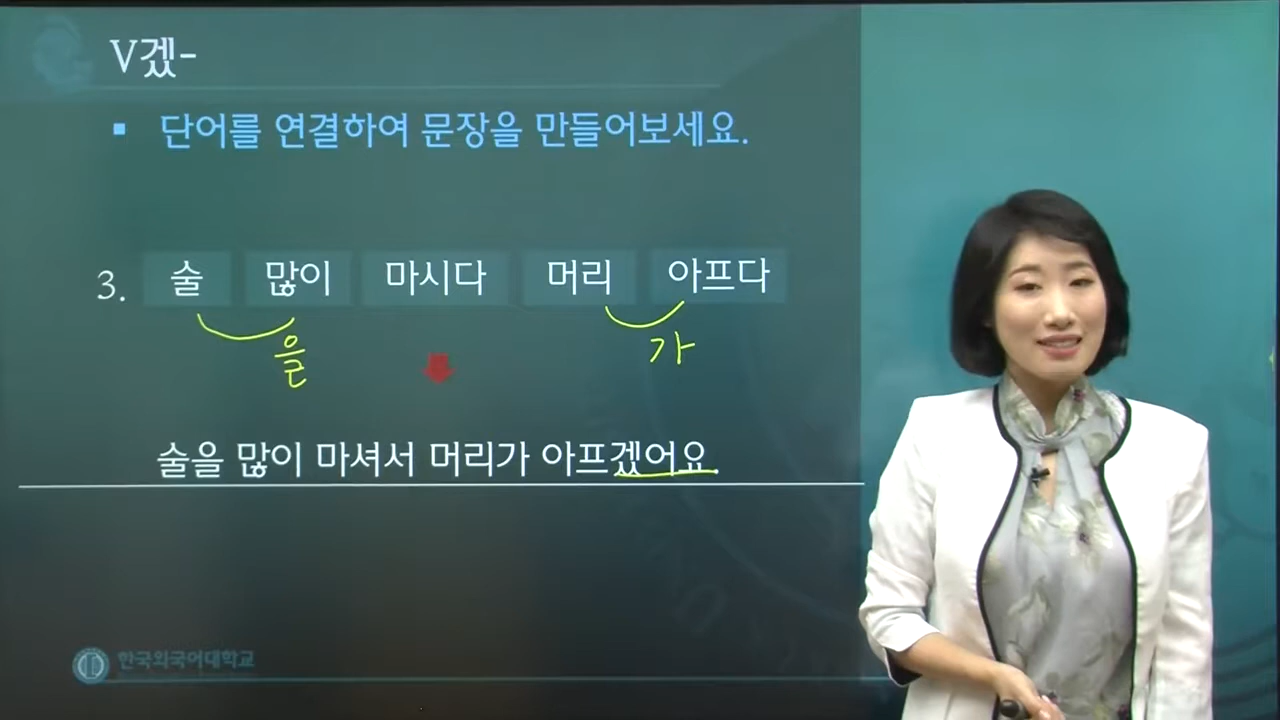 V겠-
▪ 단어를 연결하여 문장을 만들어보세요.
3. 술 많이 마시다 머리 아프다
을 가
술을 많이 마셔서 머리가 아프겠어요.
한국외국어대학교